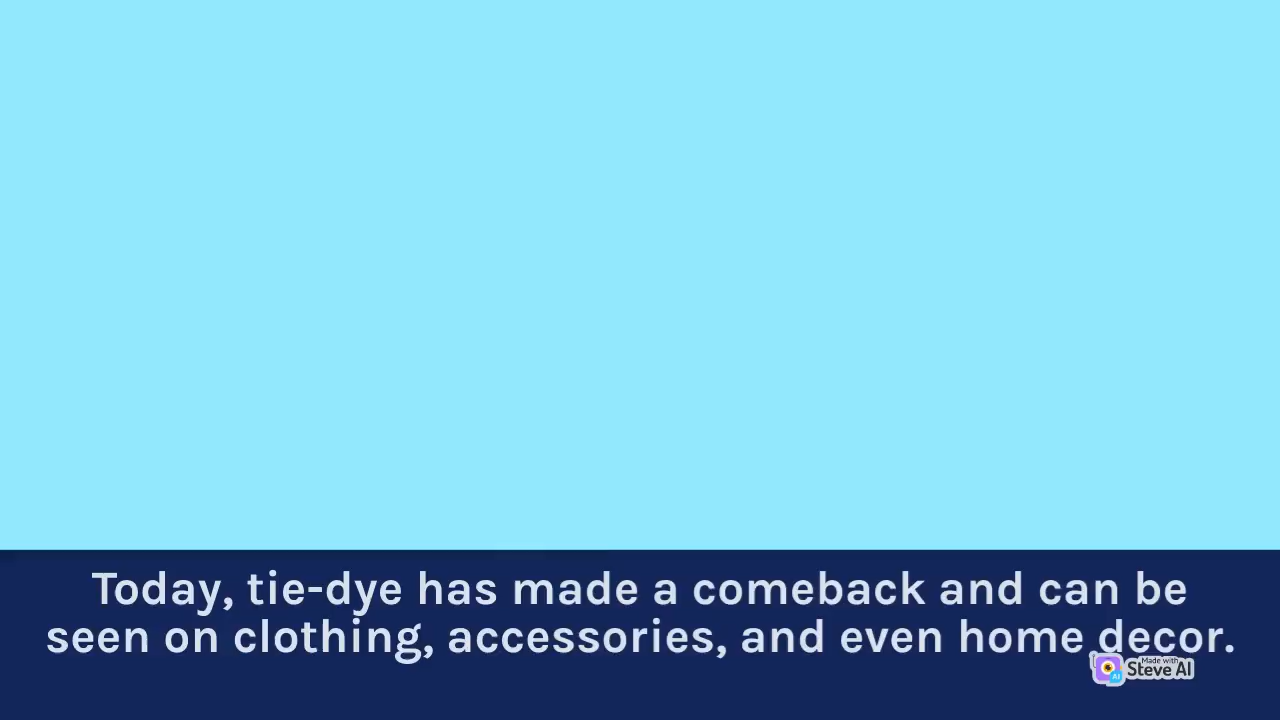 Today, tie-dye has made a comeback and can be
seen on clothing, accessories, and even home decor.
Made with
Steve AI
AI